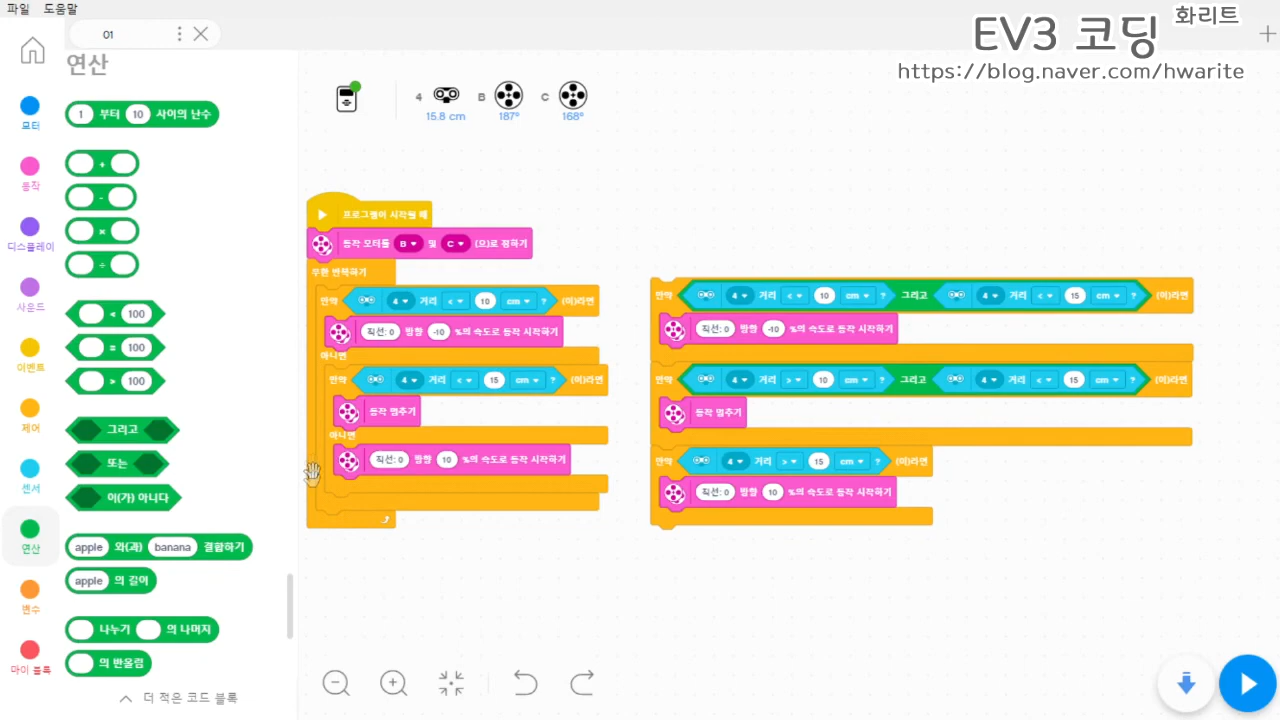 파일 도움말
01
EV3 코딩 화리트
https://blog.naver.com/hwarite
연산
모터
동작
디스플레이
사운드
이벤트
제어
센서
연산
변수
마이 블록
1 부터 10 사이의 난수
+
-
×
÷
< 100
= 100
> 100
그리고
또는
이(가) 아니다
apple 와(과) banana 결합하기
apple 의 길이
나누기 의 나머지
의 반올림
더 적은 코드 블록
4 B C
15.8 cm 187° 168°
프로그램이 시작될 때
동작 모터를 B 및 C (으)로 정하기
무한 반복하기
만약 4 거리 < 10 cm ? (이)라면
직선: 0 방향 -10 %의 속도로 동작 시작하기
아니면
만약 4 거리 < 15 cm ? (이)라면
동작 멈추기
아니면
직선: 0 방향 10 %의 속도로 동작 시작하기
만약 4 거리 < 10 cm ? 그리고 4 거리 < 15 cm ? (이)라면
직선: 0 방향 -10 %의 속도로 동작 시작하기
만약 4 거리 > 10 cm ? 그리고 4 거리 < 15 cm ? (이)라면
동작 멈추기
만약 4 거리 > 15 cm ? (이)라면
직선: 0 방향 10 %의 속도로 동작 시작하기